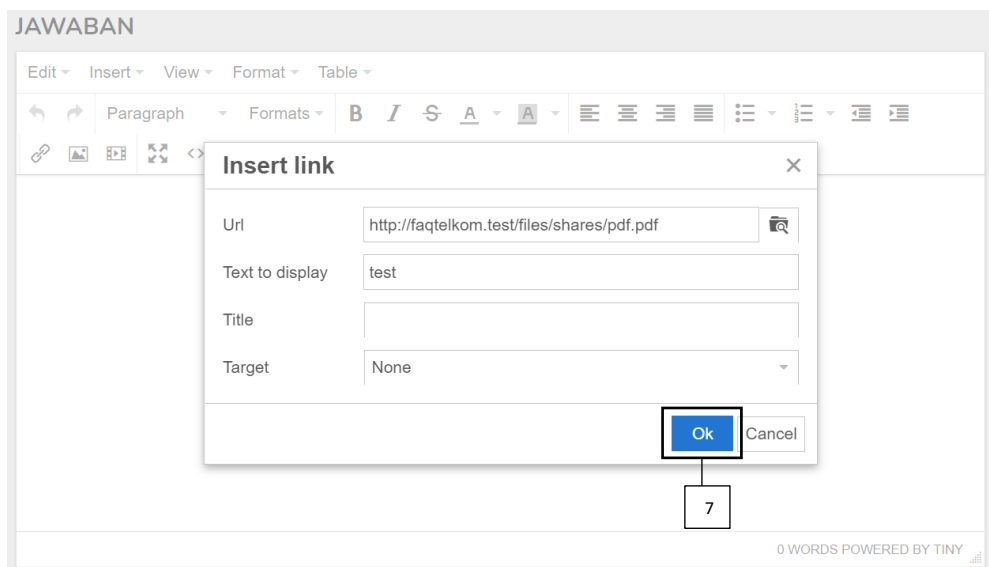 JAWABAN
Edit Insert View Format Table
Paragraph Formats B I S A A
Insert link ×
Url http://faqtelkom.test/files/shares/pdf.pdf
Text to display test
Title
Target None
Ok Cancel
7
0 WORDS POWERED BY TINY